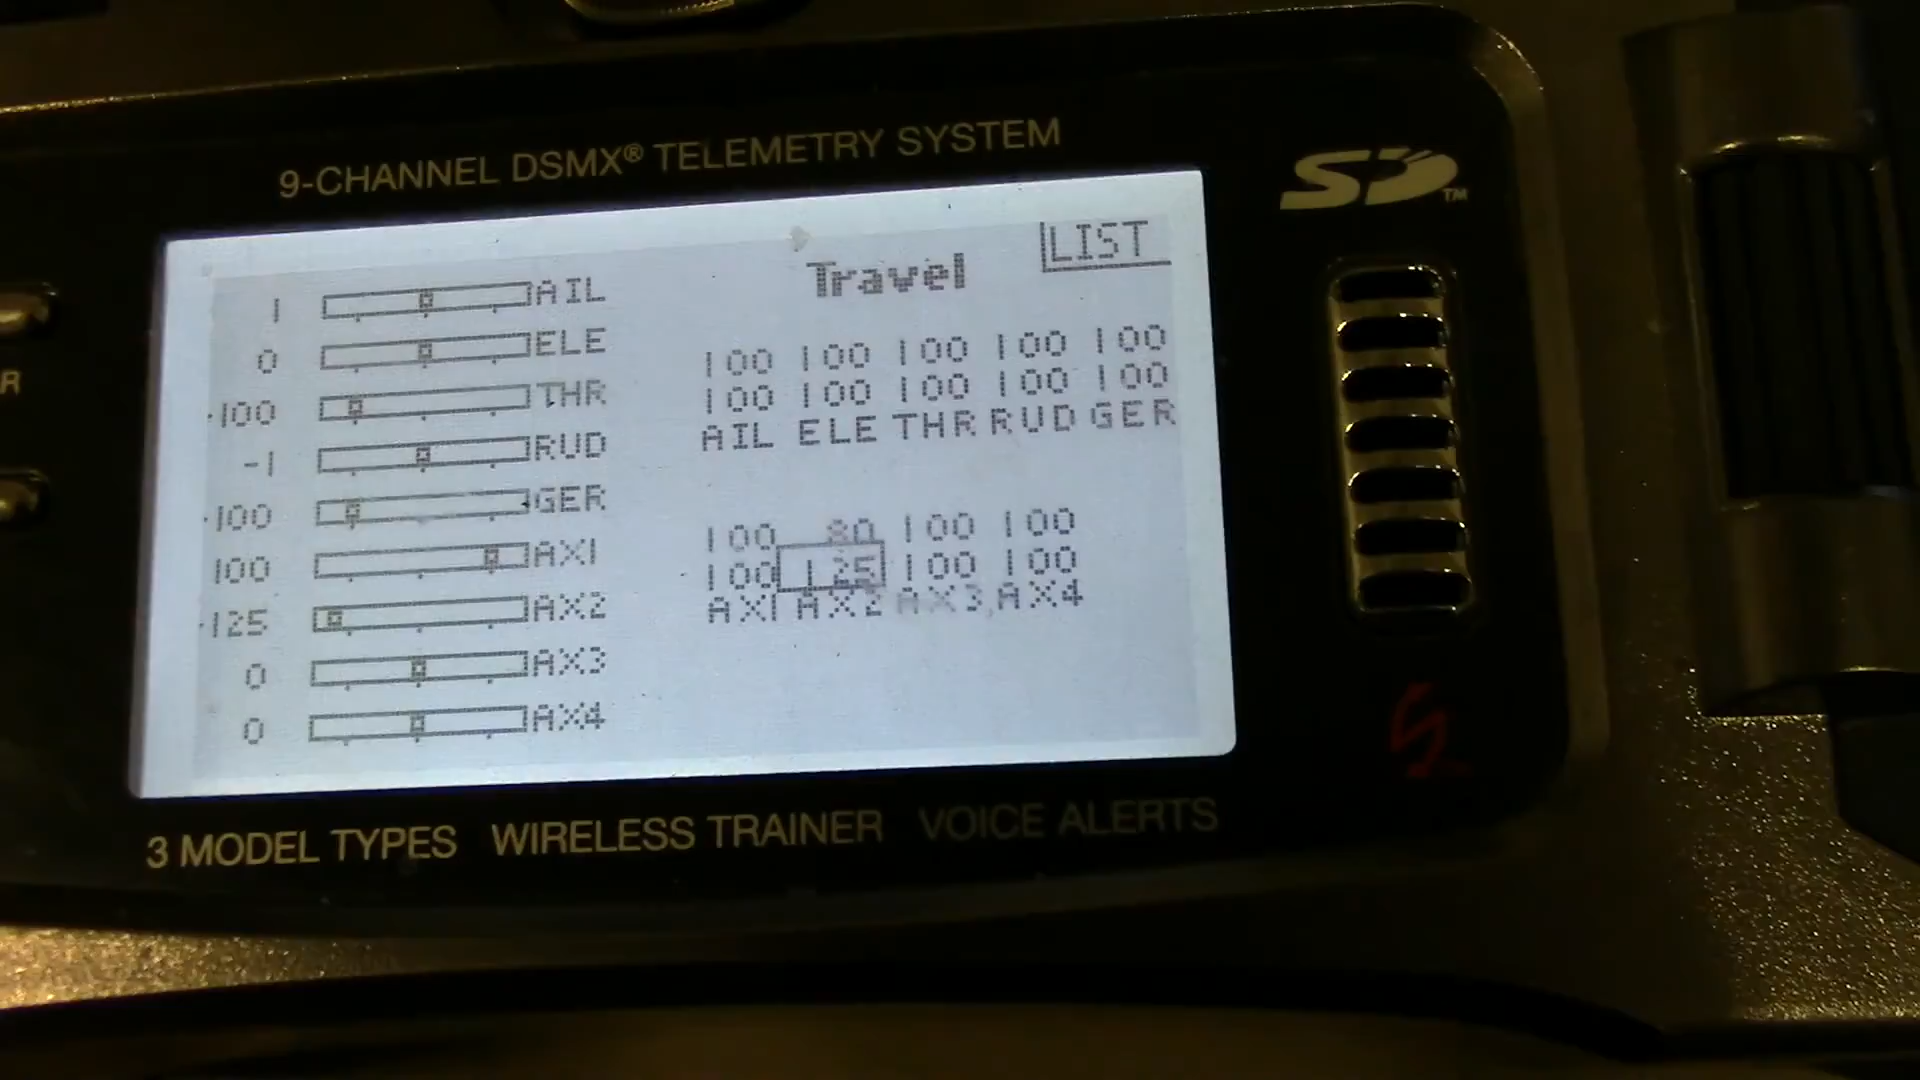 9-CHANNEL DSMX® TELEMETRY SYSTEM
SD™
LIST
Travel
1 AIL
0 ELE
-100 THR
-1 RUD
-100 GER
100 AX1
-125 AX2
0 AX3
0 AX4
100 100 100 100 100
100 100 100 100 100
AIL ELE THR RUD GER
100 80 100 100
100 125 100 100
AX1 AX2 AX3 AX4
R
3 MODEL TYPES WIRELESS TRAINER VOICE ALERTS